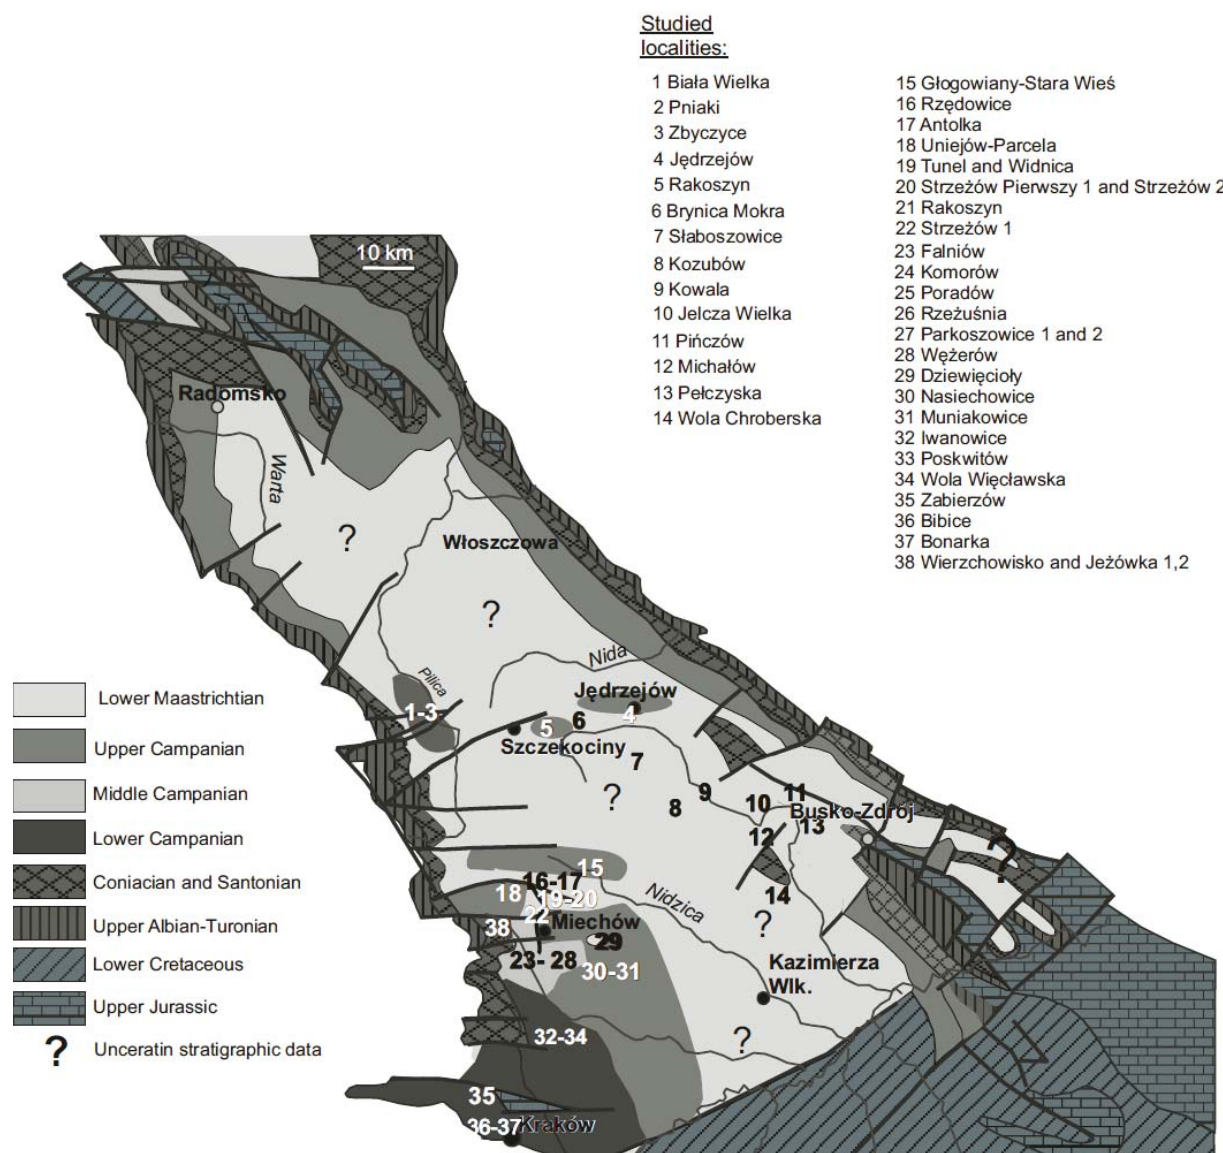 Studied
localities:
1 Biała Wielka
2 Pniaki
3 Zbyczyce
4 Jędrzejów
5 Rakoszyn
6 Brynica Mokra
7 Słaboszowice
8 Kozubów
9 Kowala
10 Jelcza Wielka
11 Pińczów
12 Michałów
13 Pełczyska
14 Wola Chroberska
15 Głogowiany-Stara Wieś
16 Rzędowice
17 Antolka
18 Uniejów-Parcela
19 Tunel and Widnica
20 Strzeżów Pierwszy 1 and Strzeżów 2
21 Rakoszyn
22 Strzeżów 1
23 Falniów
24 Komorów
25 Poradów
26 Rzeżuśnia
27 Parkoszowice 1 and 2
28 Wężerów
29 Dziewięcioły
30 Nasiechowice
31 Muniakowice
32 Iwanowice
33 Poskwitów
34 Wola Więcławska
35 Zabierzów
36 Bibice
37 Bonarka
38 Wierzchowisko and Jeżówka 1,2
10 km
Radomsko
Warta
?
Włoszczowa
?
Nida
Pilica
Jędrzejów
1-3
4
5
6
Szczekociny
7
?
8
9
10
11
Busko-Zdrój
12
13
?
15
16-17
18
19-20
14
Nidzica
22
Miechów
?
38
29
23- 28
30-31
Kazimierza
Wlk.
32-34
?
35
36-37
Kraków
Lower Maastrichtian
Upper Campanian
Middle Campanian
Lower Campanian
Coniacian and Santonian
Upper Albian-Turonian
Lower Cretaceous
Upper Jurassic
? Unceratin stratigraphic data